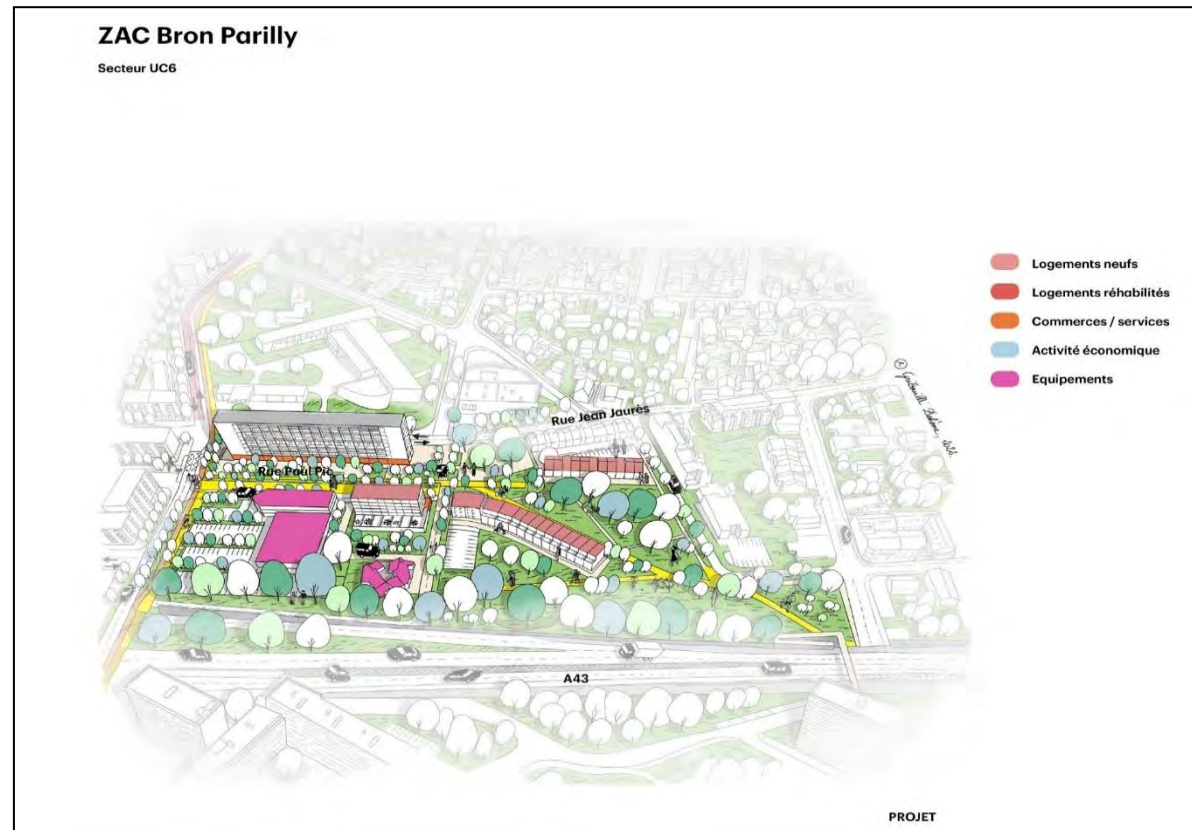 ZAC Bron Parilly
Secteur UC6
Logements neufs
Logements réhabilités
Commerces / services
Activité économique
Equipements
Rue Jean Jaurès
Rue Paul Pic
A43
PROJET